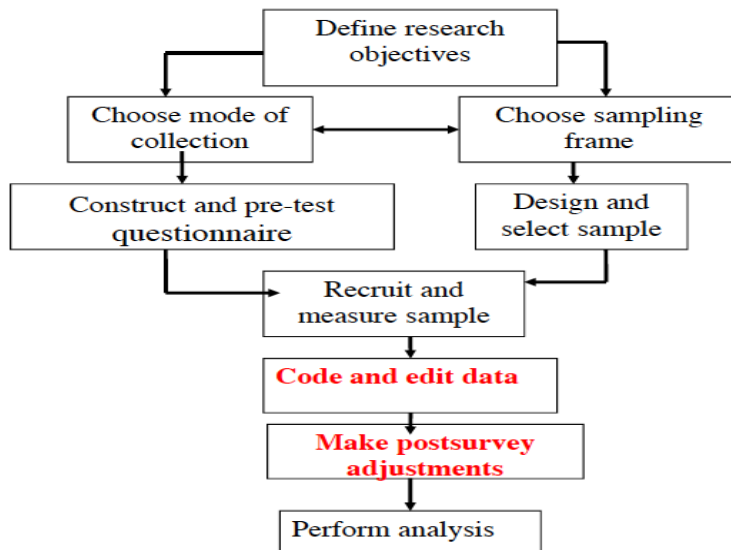 Define research
objectives
Choose mode of
collection
Choose sampling
frame
Construct and pre-test
questionnaire
Design and
select sample
Recruit and
measure sample
Code and edit data
Make postsurvey
adjustments
Perform analysis